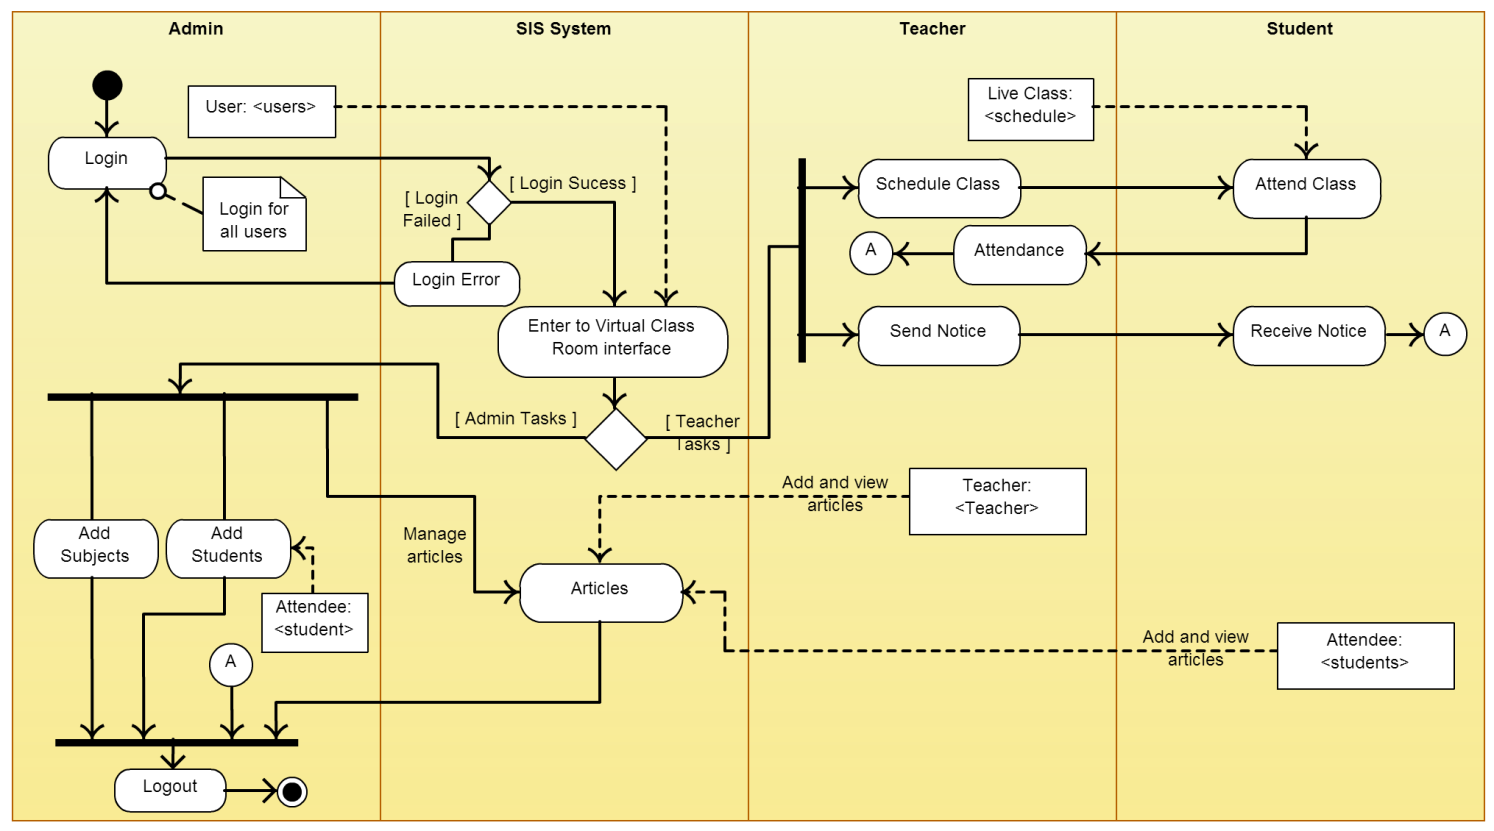 Admin
SIS System
Teacher
Student
User: <users>
Live Class:
<schedule>
Login
Login for
all users
[ Login
Failed ]
[ Login Sucess ]
Login Error
Enter to Virtual Class
Room interface
Schedule Class
Attend Class
A
Attendance
Send Notice
Receive Notice
A
[ Admin Tasks ]
[ Teacher
Tasks ]
Add and view
articles
Teacher:
<Teacher>
Add
Subjects
Add
Students
Manage
articles
Articles
Attendee:
<student>
A
Add and view
articles
Attendee:
<students>
Logout